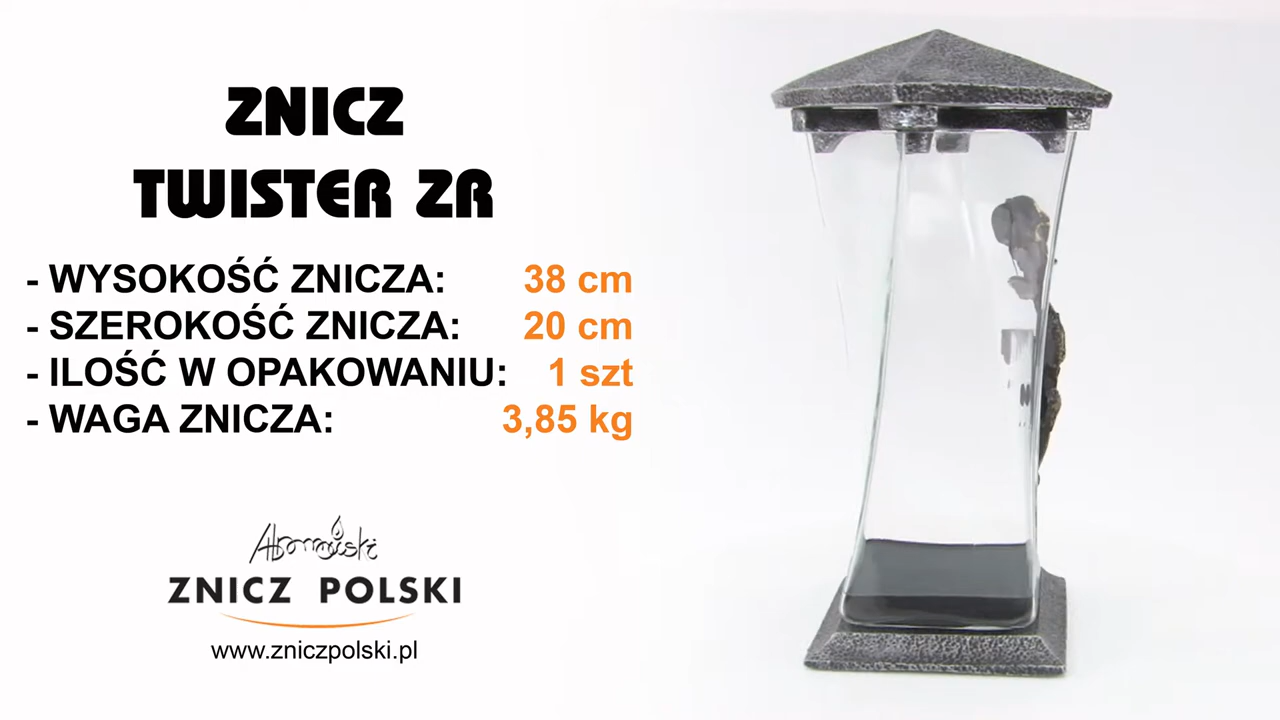 ZNICZ
TWISTER ZR
- WYSOKOŚĆ ZNICZA: 38 cm
- SZEROKOŚĆ ZNICZA: 20 cm
- ILOŚĆ W OPAKOWANIU: 1 szt
- WAGA ZNICZA: 3,85 kg
ZNICZ POLSKI
www.zniczpolski.pl